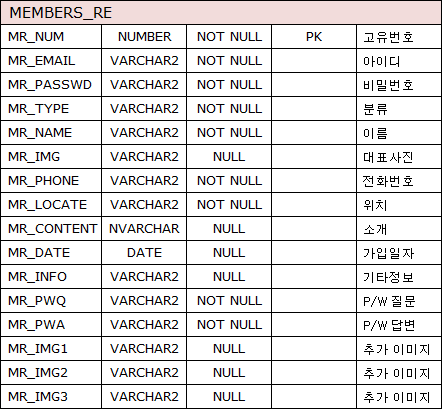 MEMBERS_RE
MR_NUM NUMBER NOT NULL PK 고유번호
MR_EMAIL VARCHAR2 NOT NULL 아이디
MR_PASSWD VARCHAR2 NOT NULL 비밀번호
MR_TYPE VARCHAR2 NOT NULL 분류
MR_NAME VARCHAR2 NOT NULL 이름
MR_IMG VARCHAR2 NULL 대표사진
MR_PHONE VARCHAR2 NOT NULL 전화번호
MR_LOCATE VARCHAR2 NOT NULL 위치
MR_CONTENT NVARCHAR NULL 소개
MR_DATE DATE NULL 가입일자
MR_INFO VARCHAR2 NULL 기타정보
MR_PWQ VARCHAR2 NOT NULL P/W 질문
MR_PWA VARCHAR2 NOT NULL P/W 답변
MR_IMG1 VARCHAR2 NULL 추가 이미지
MR_IMG2 VARCHAR2 NULL 추가 이미지
MR_IMG3 VARCHAR2 NULL 추가 이미지